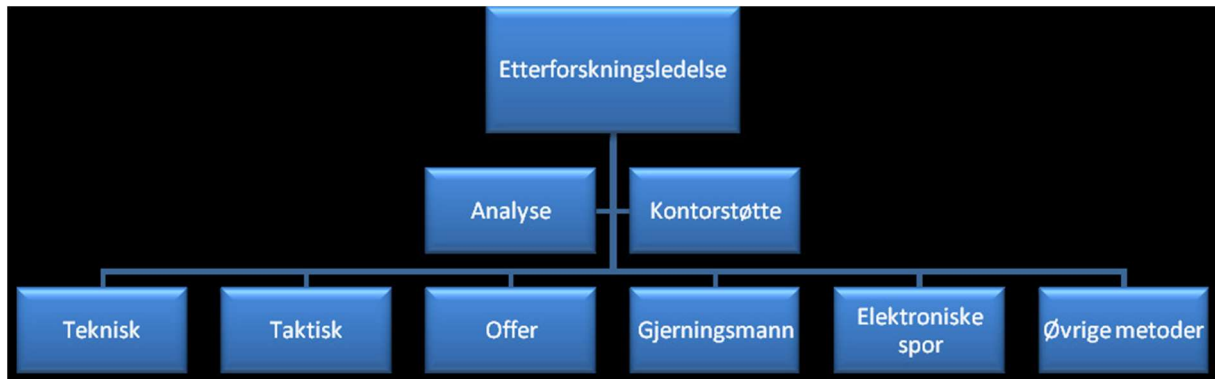 Etterforskningsledelse
Analyse
Kontorstøtte
Teknisk
Taktisk
Offer
Gjerningsmann
Elektroniske
spor
Øvrige metoder